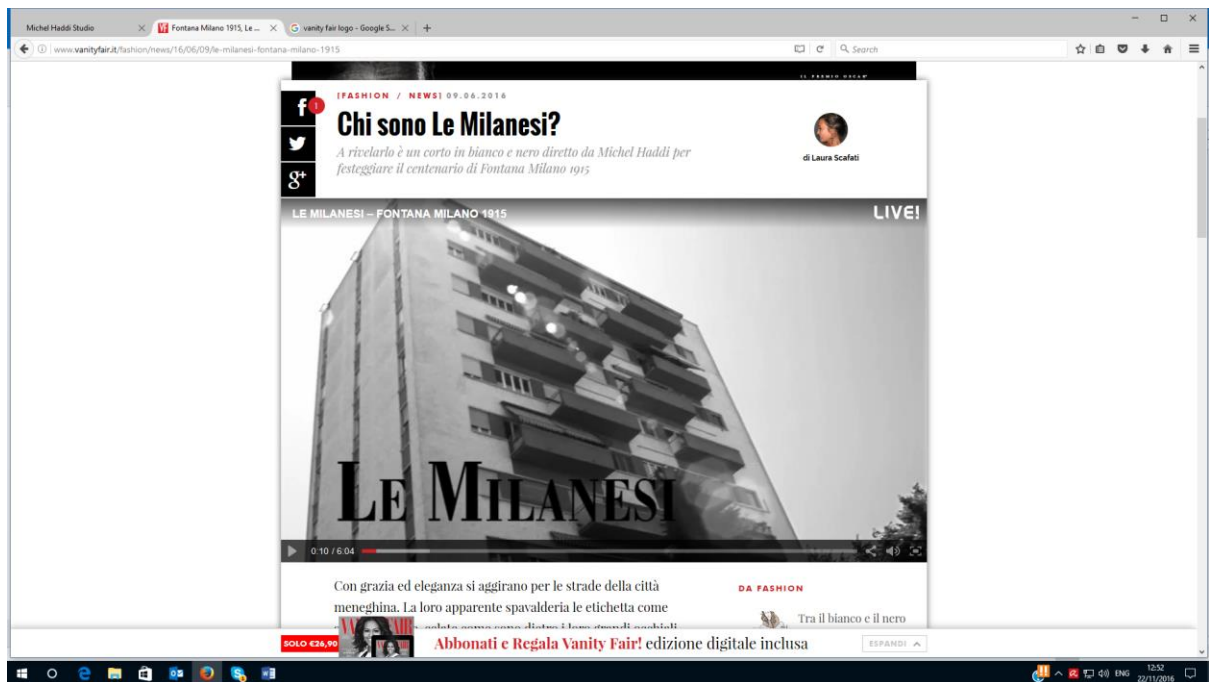 Michel Haddi Studio
Fontana Milano 1915, Le ...
vanity fair logo - Google S...
www.vanityfair.it/fashion/news/16/06/09/le-milanesi-fontana-milano-1915
Search
IL PREMIO OSCAR
[FASHION / NEWS] 09.06.2016
Chi sono Le Milanesi?
A rivelarlo è un corto in bianco e nero diretto da Michel Haddi per
festeggiare il centenario di Fontana Milano 1915
di Laura Scafati
1
LE MILANESI – FONTANA MILANO 1915
LIVE!
LE MILANESI
0:10 / 6:04
Con grazia ed eleganza si aggirano per le strade della città
meneghina. La loro apparente spavalderia le etichetta come
DA FASHION
Tra il bianco e il nero
SOLO €26,90
Abbonati e Regala Vanity Fair! edizione digitale inclusa
ESPANDI
ENG
12:52
22/11/2016